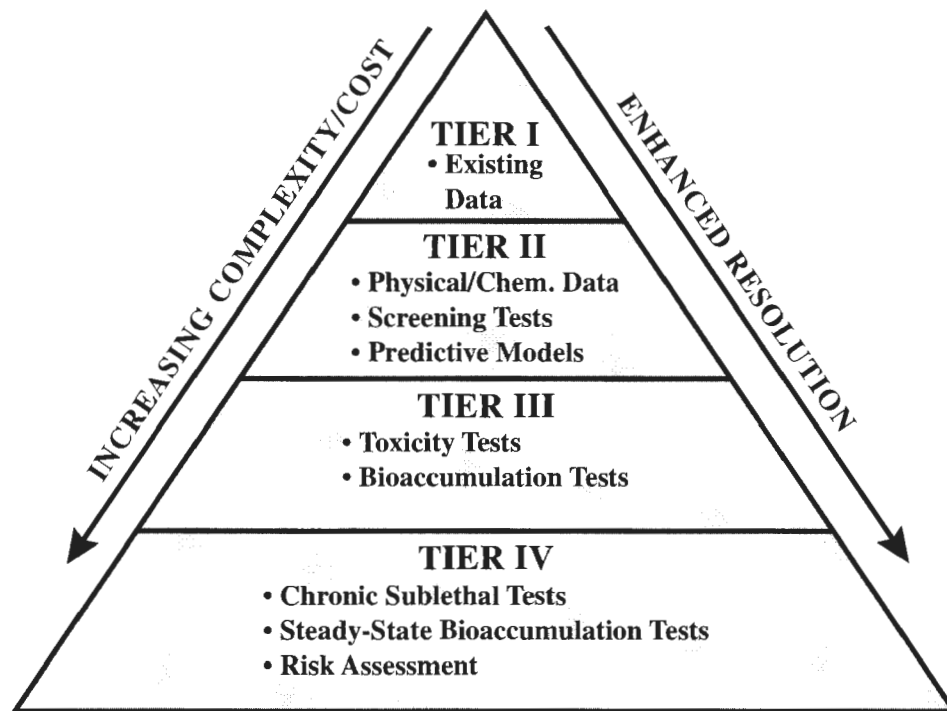 INCREASING COMPLEXITY/COST
ENHANCED RESOLUTION
TIER I
• Existing
Data
TIER II
• Physical/Chem. Data
• Screening Tests
• Predictive Models
TIER III
• Toxicity Tests
• Bioaccumulation Tests
TIER IV
• Chronic Sublethal Tests
• Steady-State Bioaccumulation Tests
• Risk Assessment